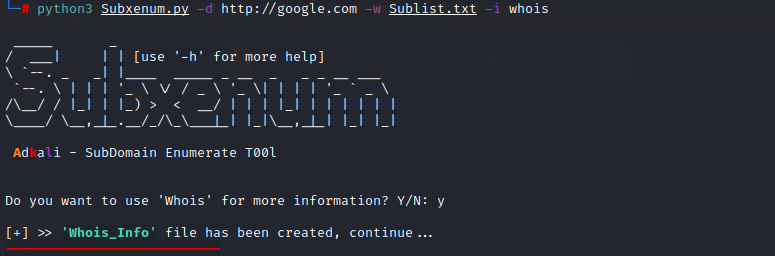 └─# python3 Subxenum.py -d http://google.com -w Sublist.txt -i whois
[use '-h' for more help]
Subxenum
Adkali - SubDomain Enumerate T00l
Do you want to use 'Whois' for more information? Y/N: y
[+] >> 'Whois_Info' file has been created, continue...